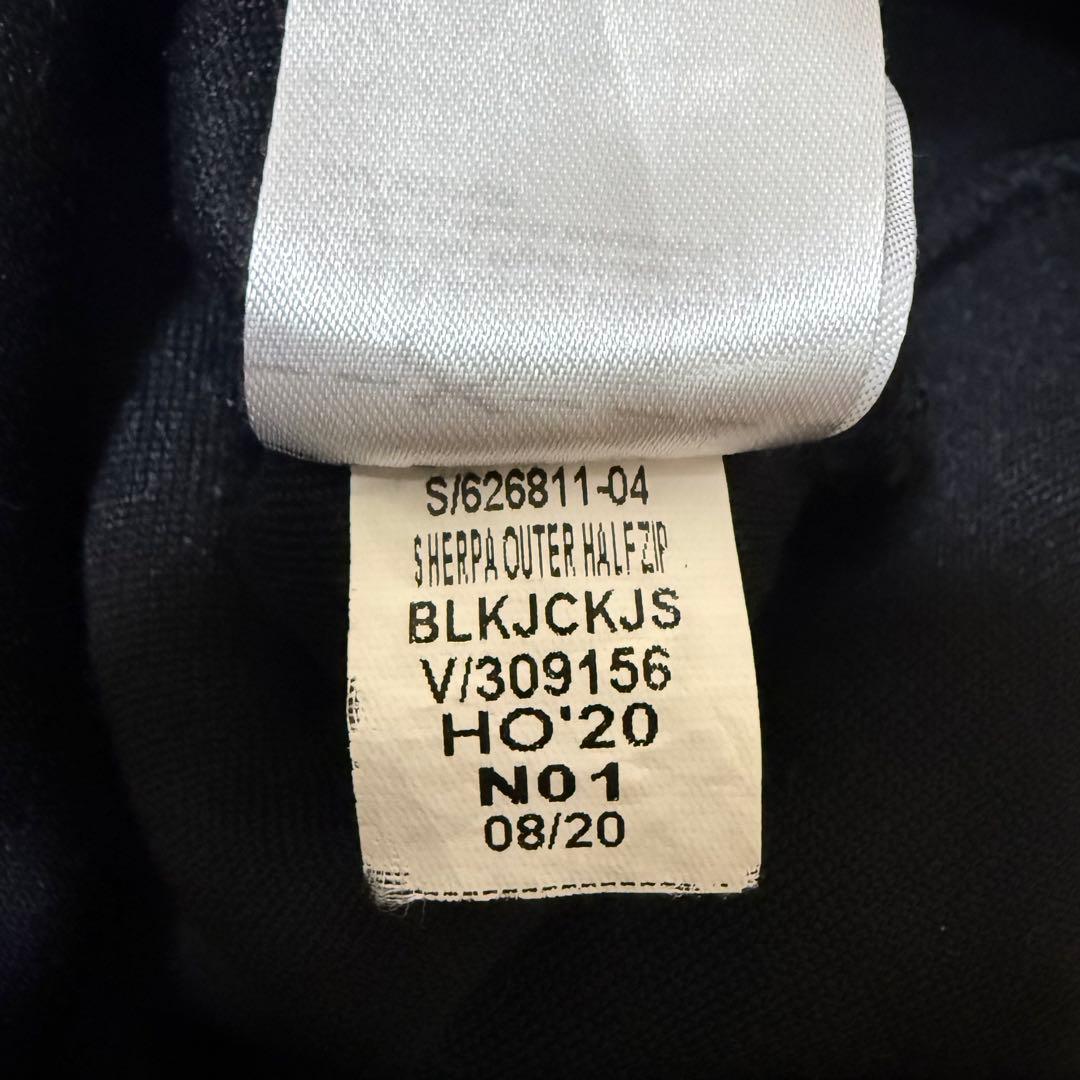 S/626811-04
SHERPA OUTER HALFZIP
BLKJCKJS
V/309156
HO'20
N01
08/20